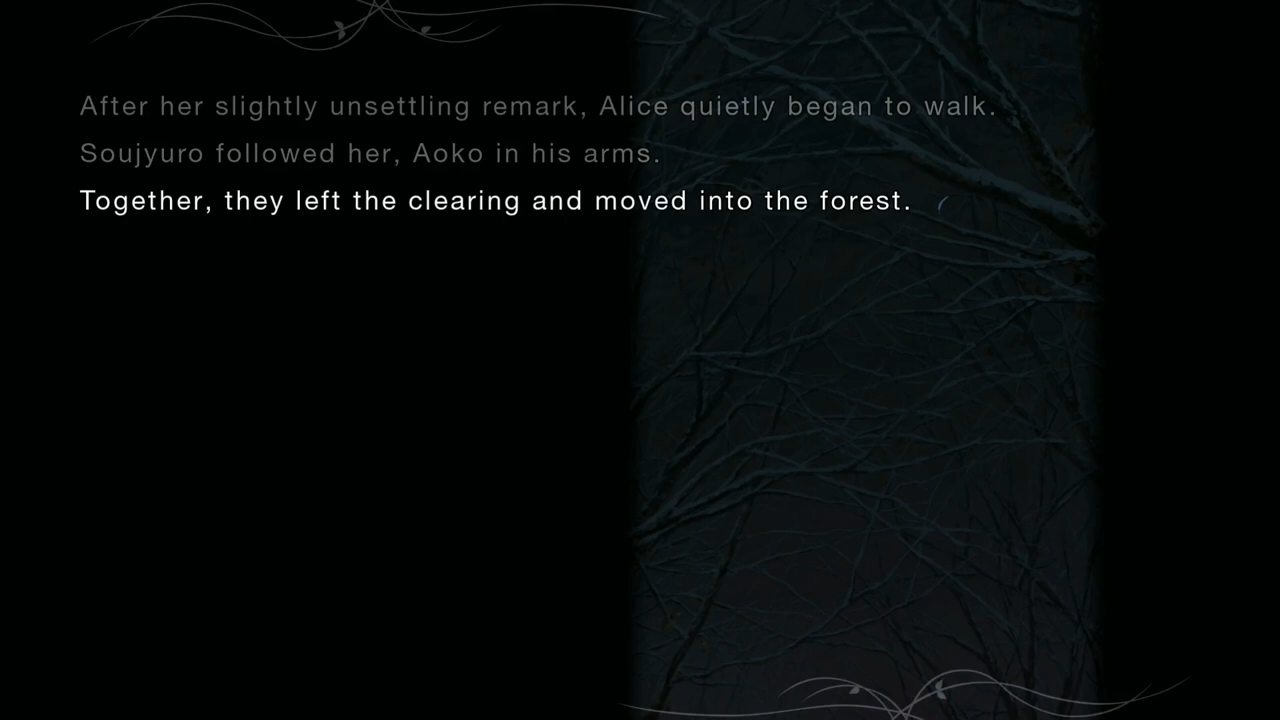 After her slightly unsettling remark, Alice quietly began to walk.
Soujyuro followed her, Aoko in his arms.
Together, they left the clearing and moved into the forest.